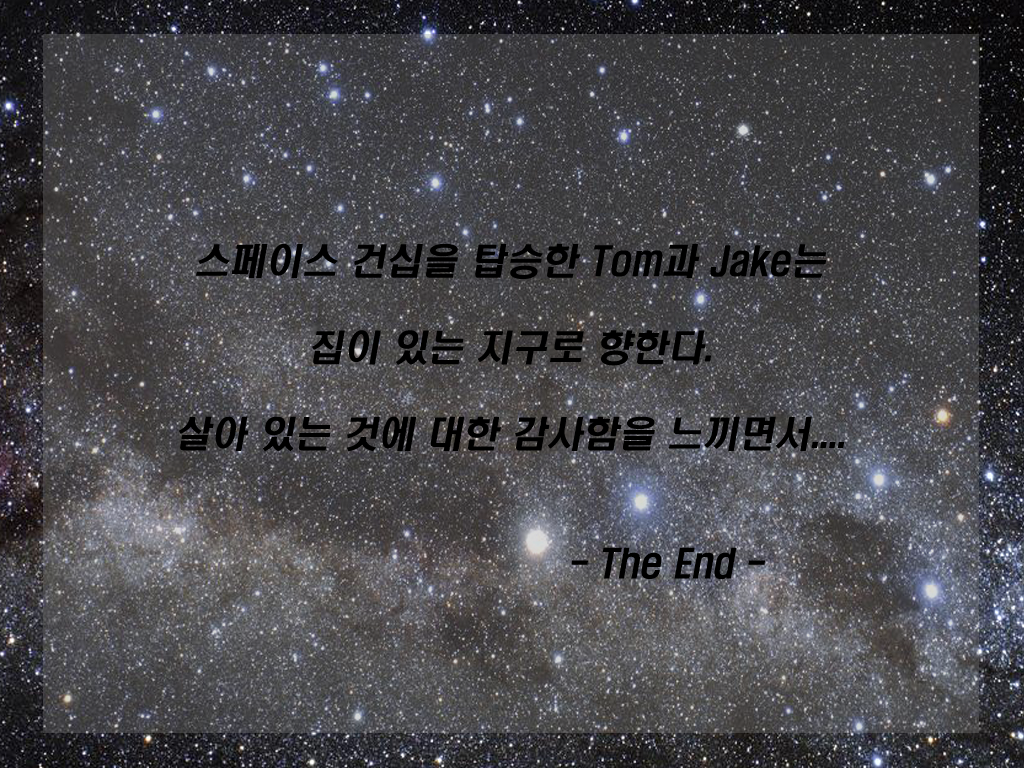 스페이스 건십을 탑승한 Tom과 Jake는
집이 있는 지구로 향한다.
살아 있는 것에 대한 감사함을 느끼면서....
- The End -